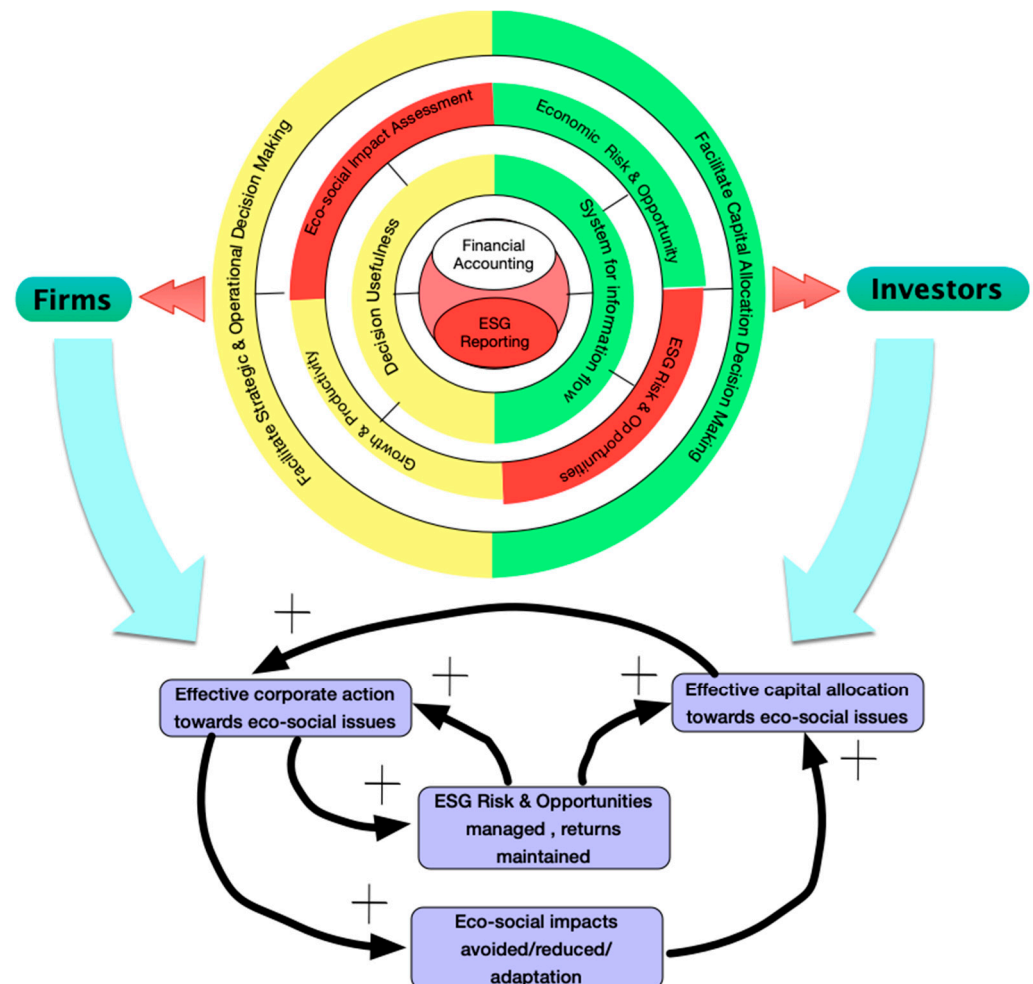 Facilitate Strategic & Operational Decision Making
Facilitate Capital Allocation Decision Making
Eco-social Impact Assessment
Economic Risk & Opportunity
Growth & Productivity
ESG Risk & Opportunities
Decision Usefulness
System for information flow
Financial
Accounting
ESG
Reporting
Firms
Investors
+
Effective corporate action
towards eco-social issues
+
+
Effective capital allocation
towards eco-social issues
+
+
ESG Risk & Opportunities
managed , returns
maintained
+
Eco-social impacts
avoided/reduced/
adaptation